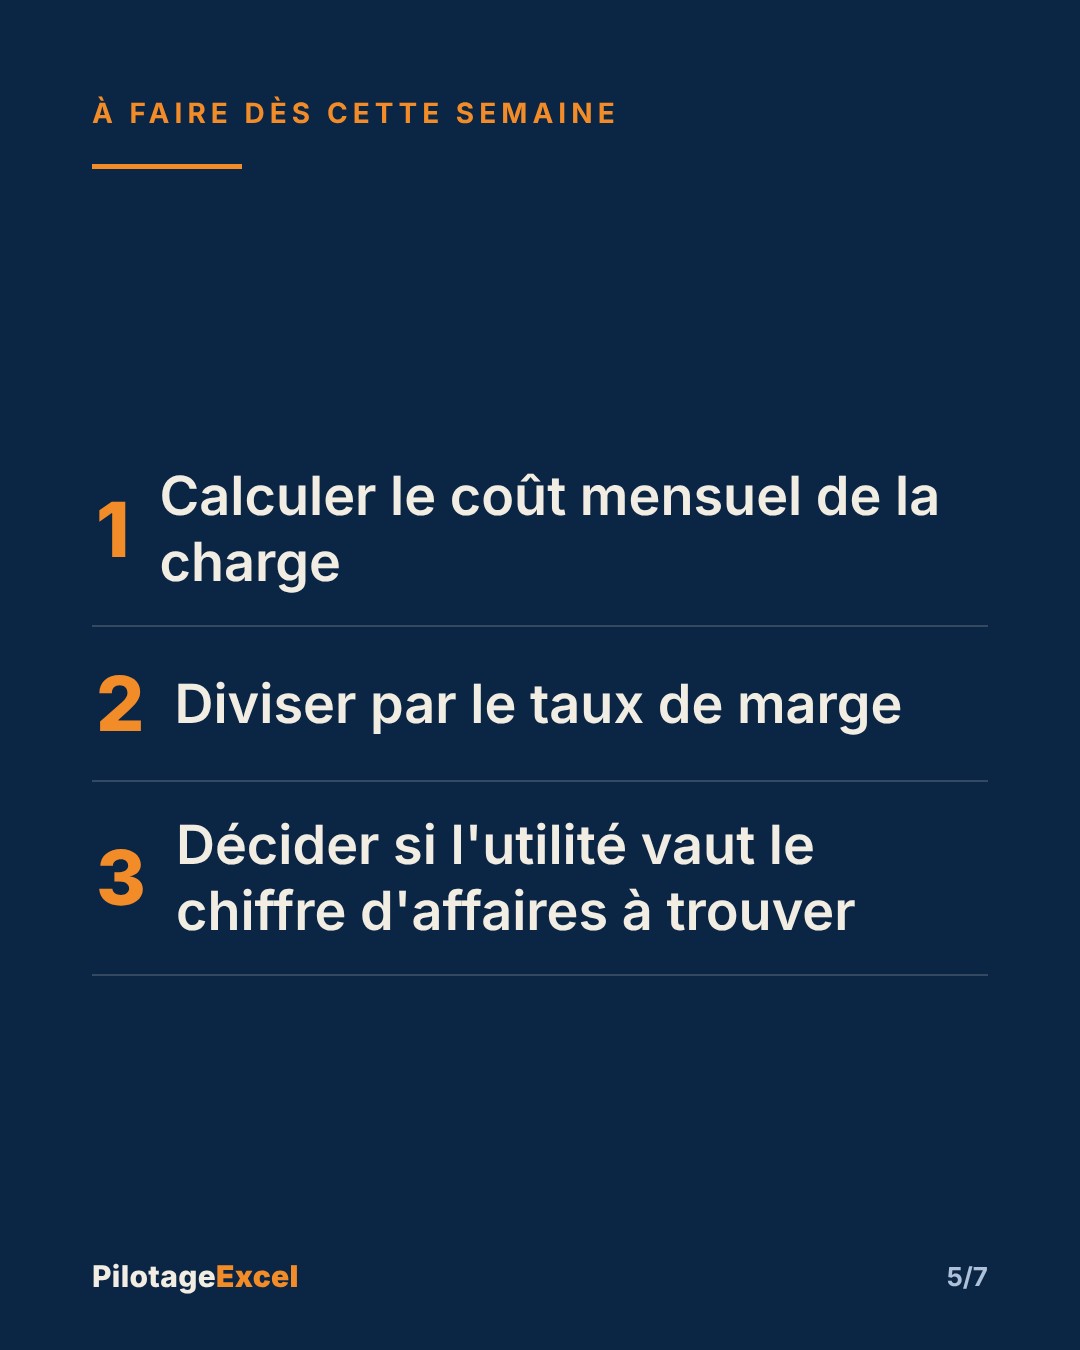 À FAIRE DÈS CETTE SEMAINE
1 Calculer le coût mensuel de la
charge
2 Diviser par le taux de marge
3 Décider si l'utilité vaut le
chiffre d'affaires à trouver
PilotageExcel
5/7